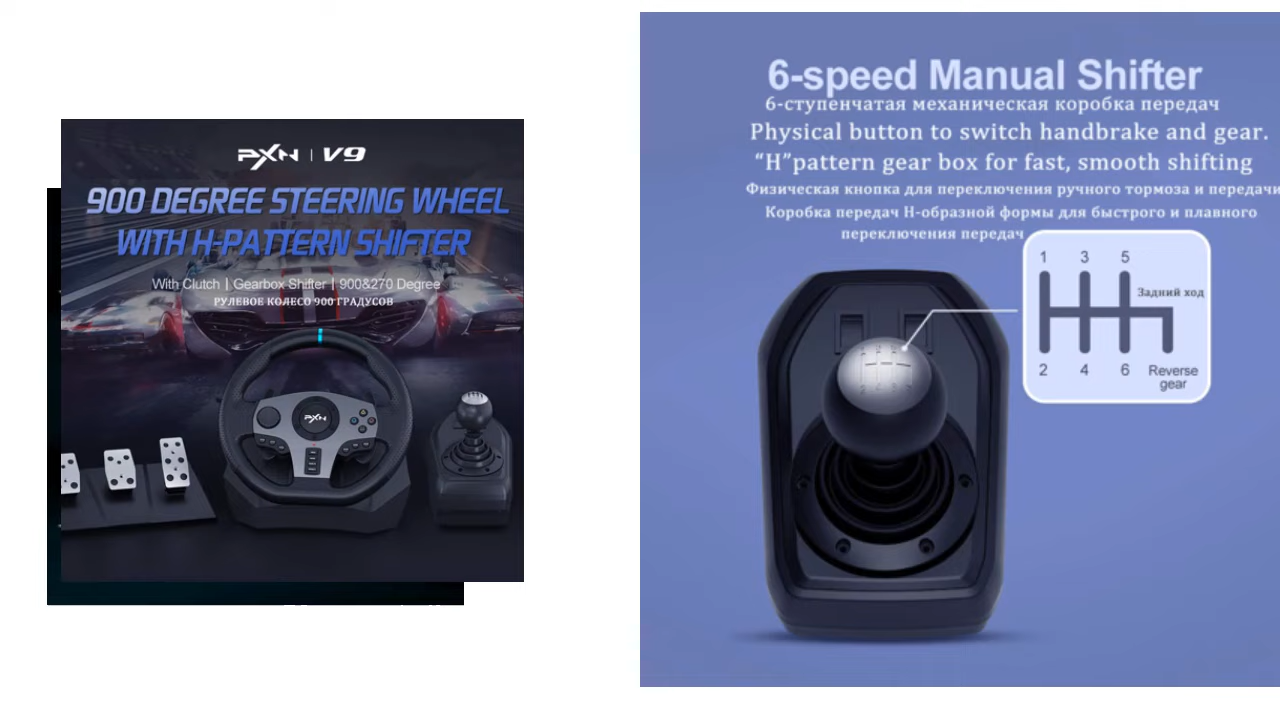 PXN | V9
900 DEGREE STEERING WHEEL
WITH H-PATTERN SHIFTER
With Clutch | Gearbox Shifter | 900&270 Degree
РУЛЕВОЕ КОЛЕСО 900 ГРАДУСОВ
PXN
6-speed Manual Shifter
6-ступенчатая механическая коробка передач
Physical button to switch handbrake and gear.
“H”pattern gear box for fast, smooth shifting
Физическая кнопка для переключения ручного тормоза и передачи
Коробка передач H-образной формы для быстрого и плавного
переключения передач
1 3 5
Задний ход
2 4 6 Reverse
gear